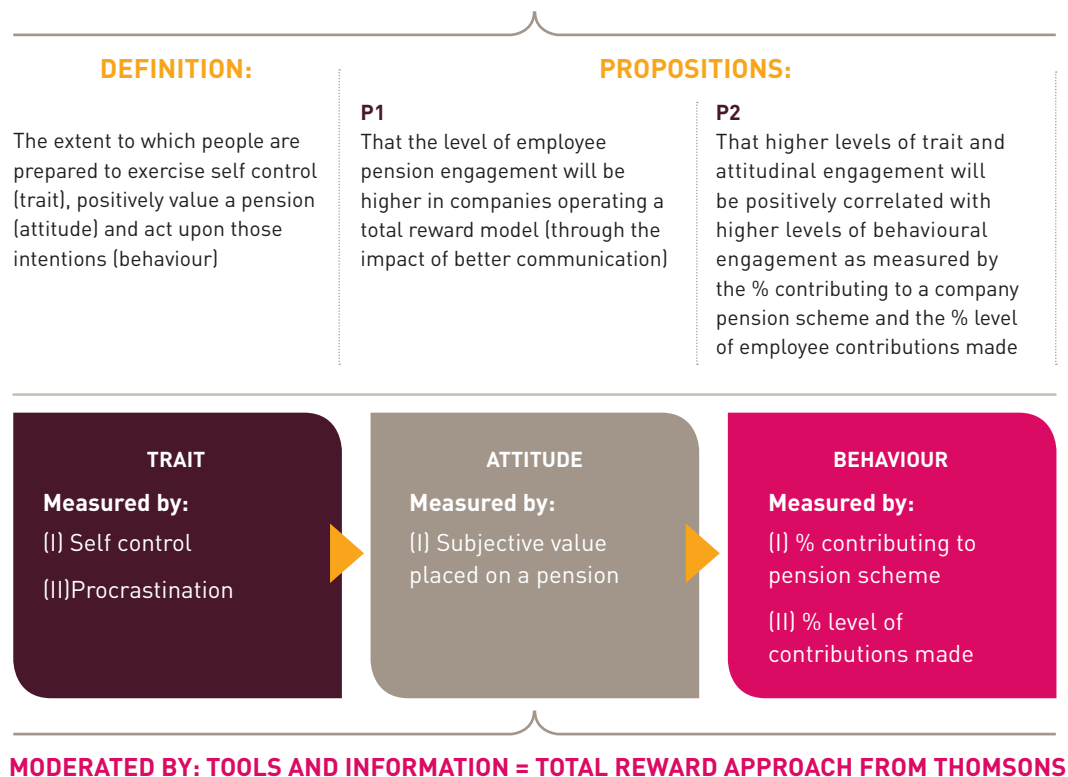 DEFINITION:
The extent to which people are
prepared to exercise self control
(trait), positively value a pension
(attitude) and act upon those
intentions (behaviour)
PROPOSITIONS:
P1
That the level of employee
pension engagement will be
higher in companies operating a
total reward model (through the
impact of better communication)
P2
That higher levels of trait and
attitudinal engagement will
be positively correlated with
higher levels of behavioural
engagement as measured by
the % contributing to a company
pension scheme and the % level
of employee contributions made
TRAIT
Measured by:
(I) Self control
(II)Procrastination
ATTITUDE
Measured by:
(I) Subjective value
placed on a pension
BEHAVIOUR
Measured by:
(I) % contributing to
pension scheme
(II) % level of
contributions made
MODERATED BY: TOOLS AND INFORMATION = TOTAL REWARD APPROACH FROM THOMSONS